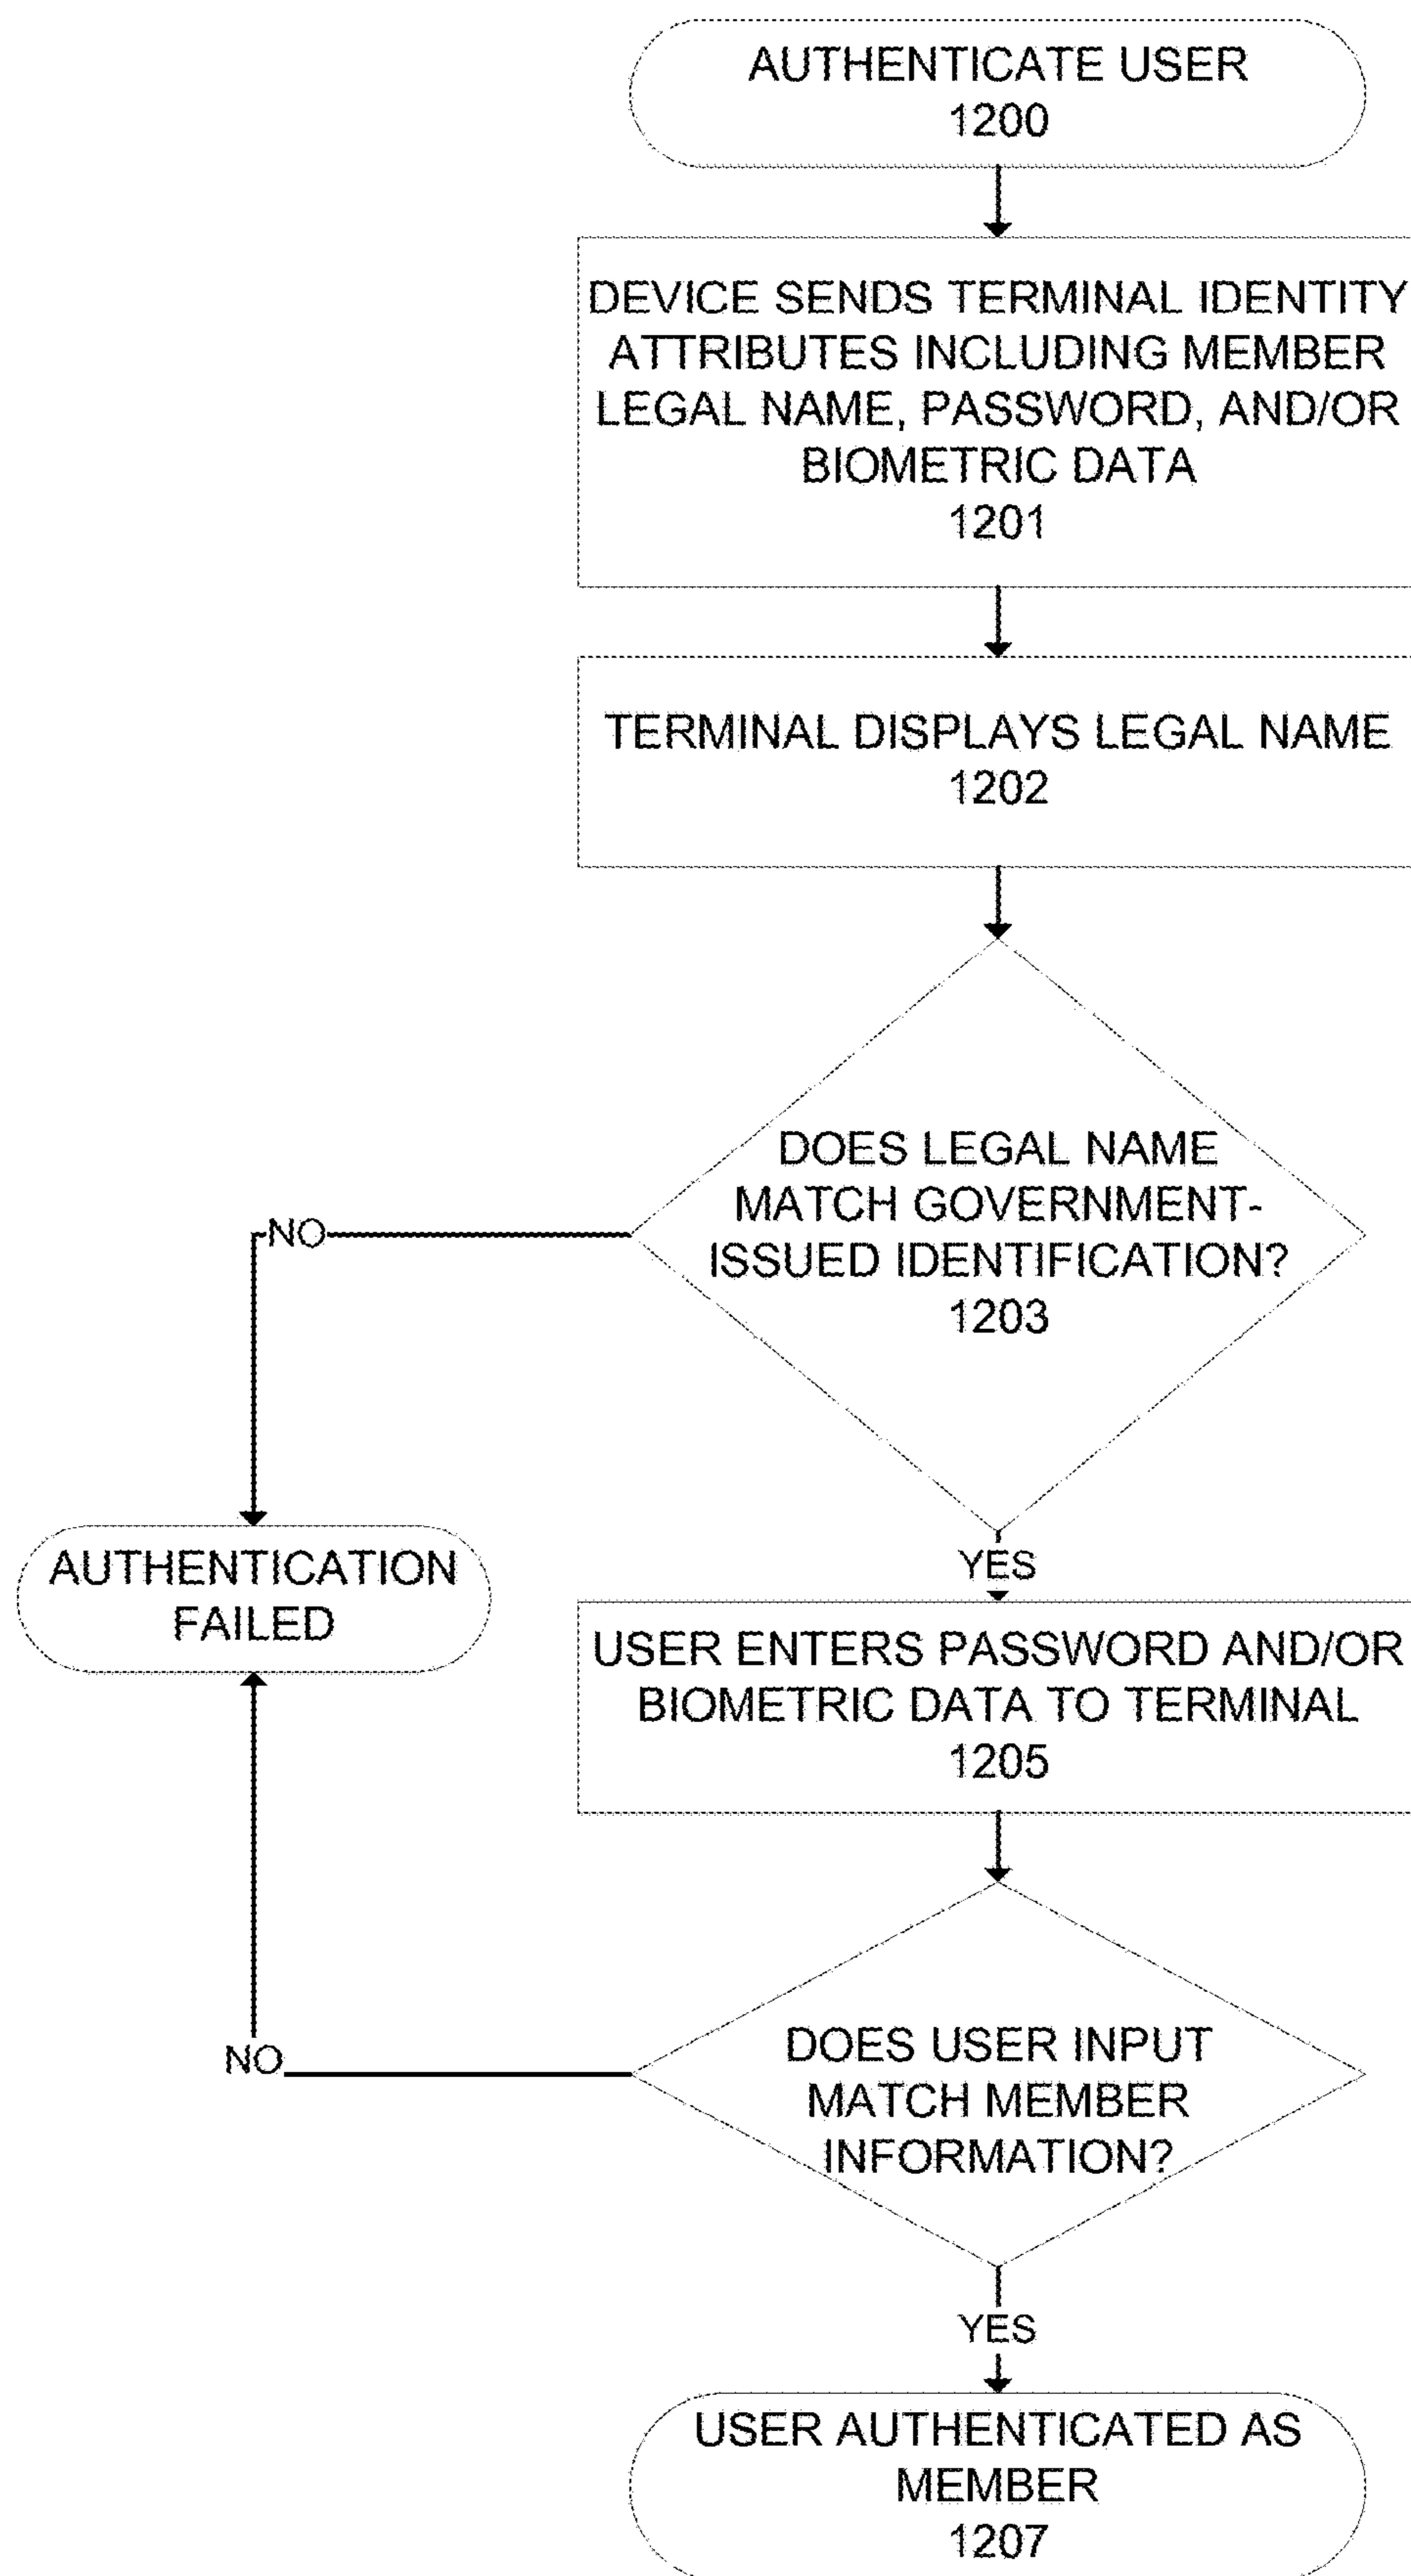 AUTHENTICATE USER
1200
DEVICE SENDS TERMINAL IDENTITY
ATTRIBUTES INCLUDING MEMBER
LEGAL NAME, PASSWORD, AND/OR
BIOMETRIC DATA
1201
TERMINAL DISPLAYS LEGAL NAME
1202
DOES LEGAL NAME
MATCH GOVERNMENT-
ISSUED IDENTIFICATION?
1203
NO
AUTHENTICATION
FAILED
YES
USER ENTERS PASSWORD AND/OR
BIOMETRIC DATA TO TERMINAL
1205
DOES USER INPUT
MATCH MEMBER
INFORMATION?
NO
YES
USER AUTHENTICATED AS
MEMBER
1207